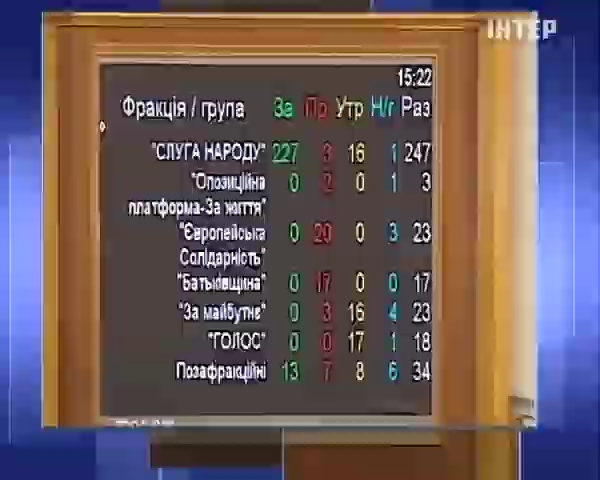 ІНТЕР
15:22
Фракція / група За Пр Утр Н/г Раз
"СЛУГА НАРОДУ" 227 3 16 1 247
"Опозиційна 0 2 0 1 3
платформа-За життя"
"Європейська 0 20 0 3 23
Солідарність"
"Батьківщина" 0 17 0 0 17
"За майбутнє" 0 3 16 4 23
"ГОЛОС" 0 0 17 1 18
Позафракційні 13 7 8 6 34